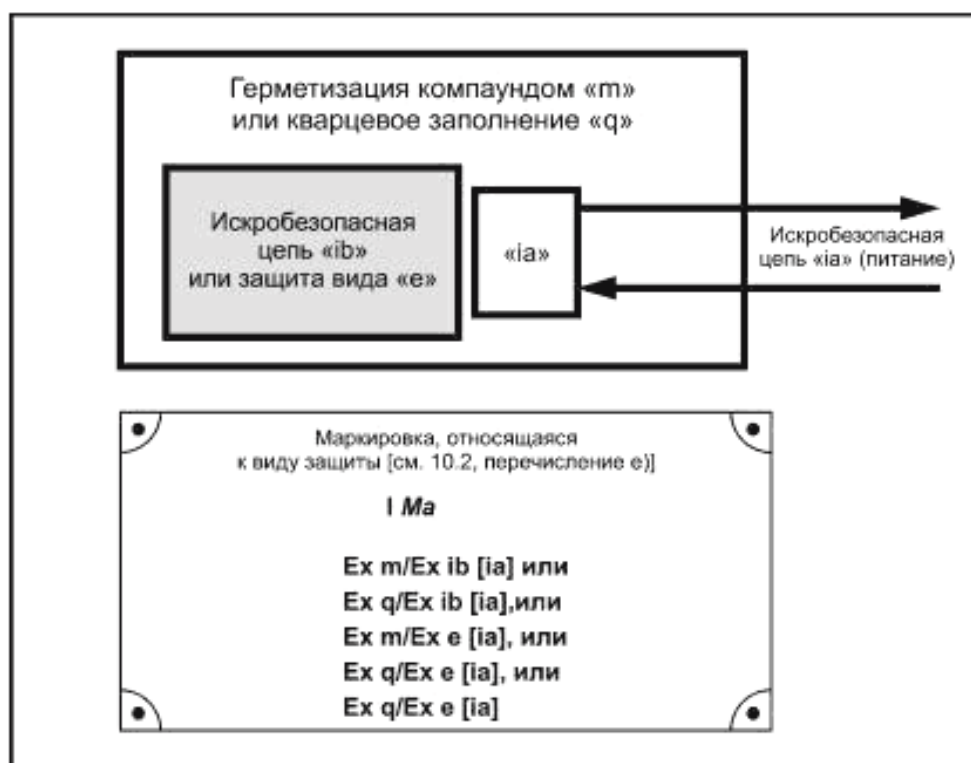 Герметизация компаундом «m»
или кварцевое заполнение «q»
Искробезопасная
цепь «ib»
или защита вида «e»
«ia»
Искробезопасная
цепь «ia» (питание)
Маркировка, относящаяся
к виду защиты [см. 10.2, перечисление е)]
I Ma
Ex m/Ex ib [ia] или
Ex q/Ex ib [ia],или
Ex m/Ex e [ia], или
Ex q/Ex e [ia], или
Ex q/Ex e [ia]